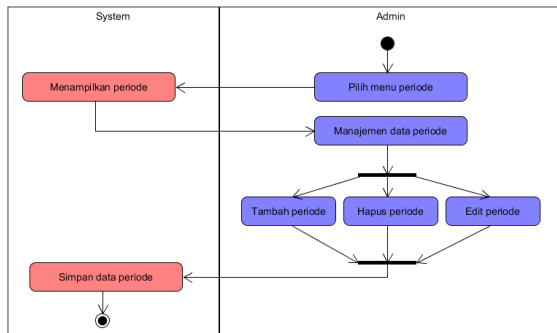 System
Admin
Menampilkan periode
Pilih menu periode
Manajemen data periode
Tambah periode
Hapus periode
Edit periode
Simpan data periode